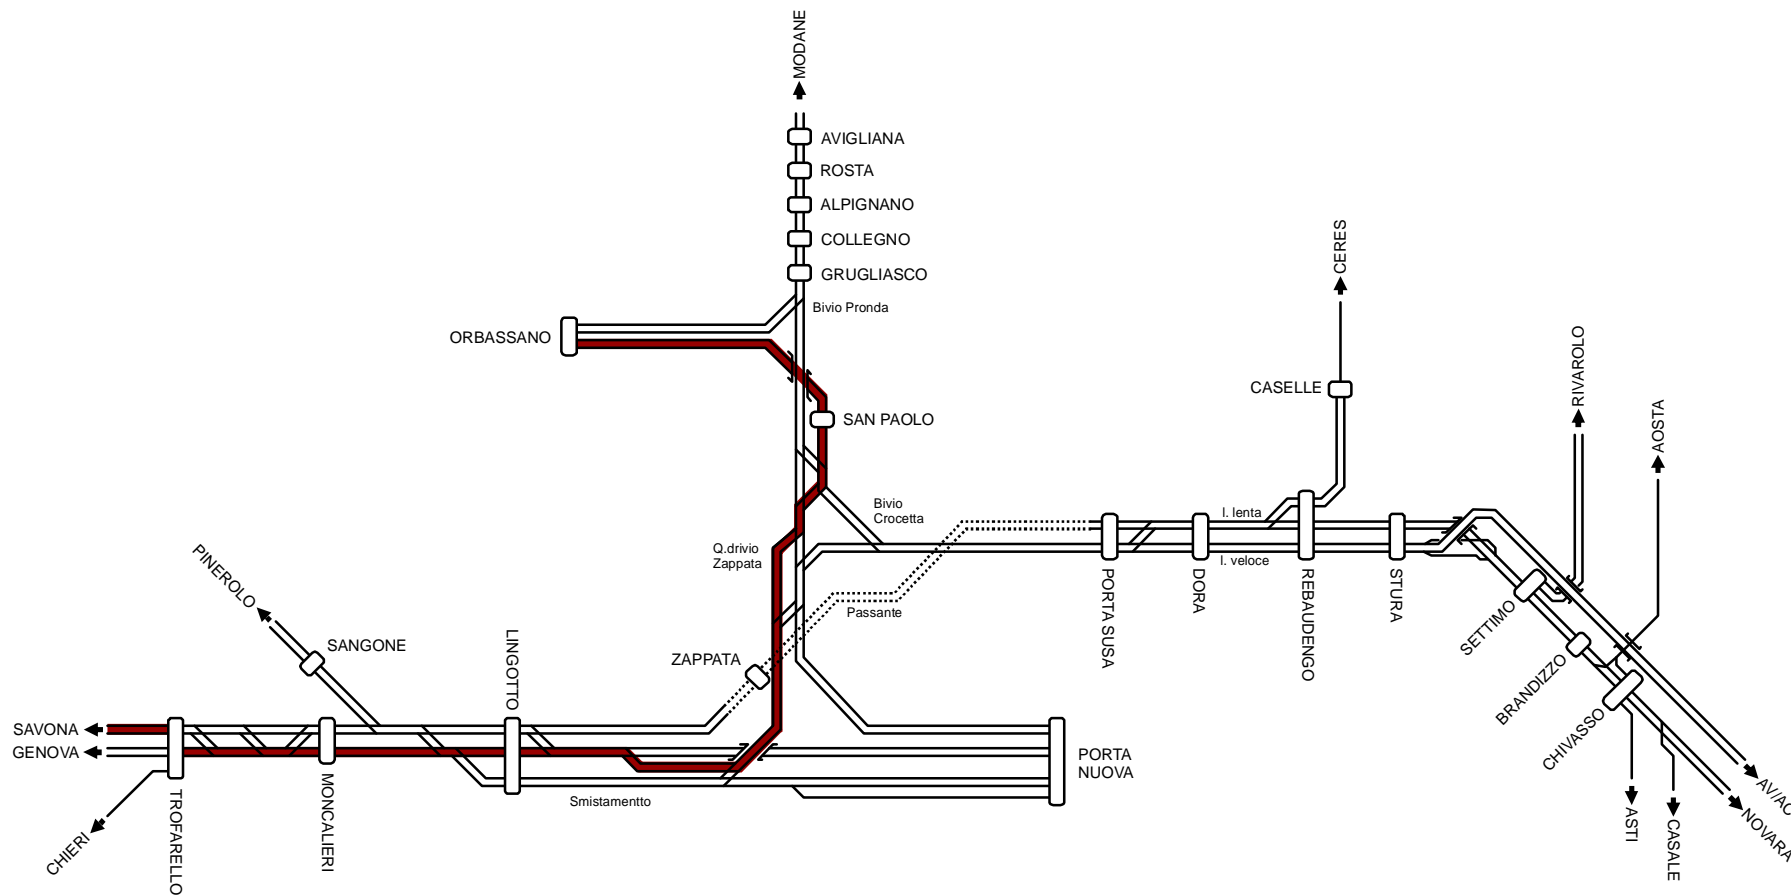 MODANE
AVIGLIANA
ROSTA
ALPIGNANO
COLLEGNO
GRUGLIASCO
Bivio Pronda
ORBASSANO
SAN PAOLO
CERES
CASELLE
RIVAROLO
AOSTA
Bivio
Crocetta
l. lenta
l. veloce
Q.drivio
Zappata
Passante
PINEROLO
SANGONE
LINGOTTO
ZAPPATA
PORTA SUSA
DORA
REBAUDENGO
STURA
SETTIMO
BRANDIZZO
CHIVASSO
SAVONA
GENOVA
CHIERI
TROFARELLO
MONCALIERI
Smistamentto
PORTA
NUOVA
ASTI
CASALE
NOVARA
AV/AC